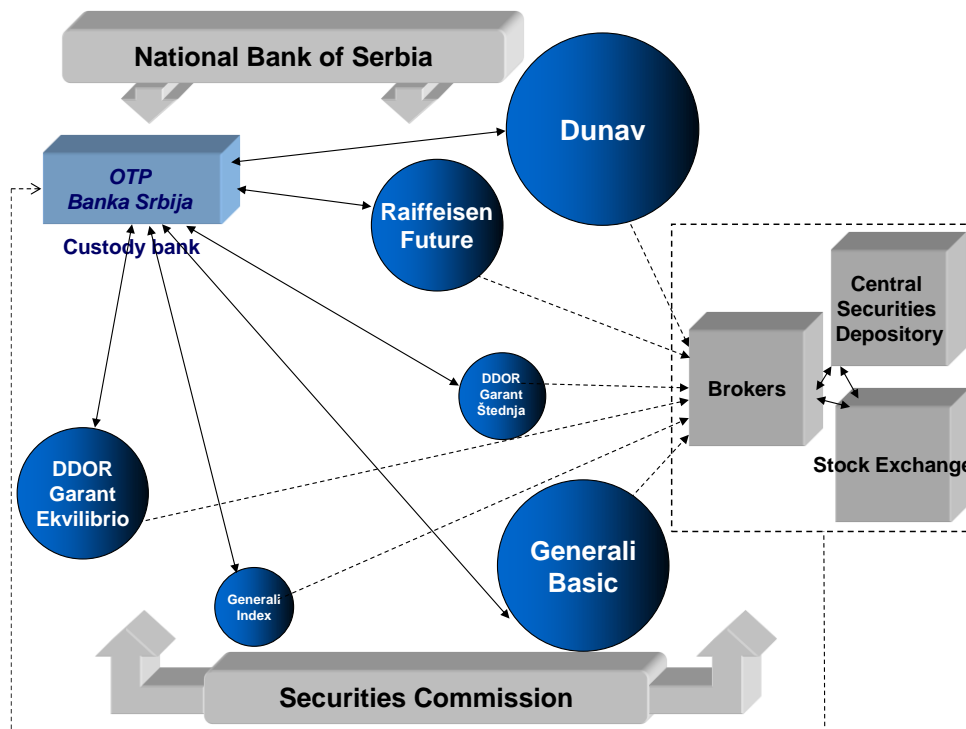 National Bank of Serbia
Dunav
OTP
Banka Srbija
Custody bank
Raiffeisen
Future
Central
Securities
Depository
Brokers
DDOR
Garant
Štednja
Stock Exchange
DDOR
Garant
Ekvilibrio
Generali
Basic
Generali
Index
Securities Commission